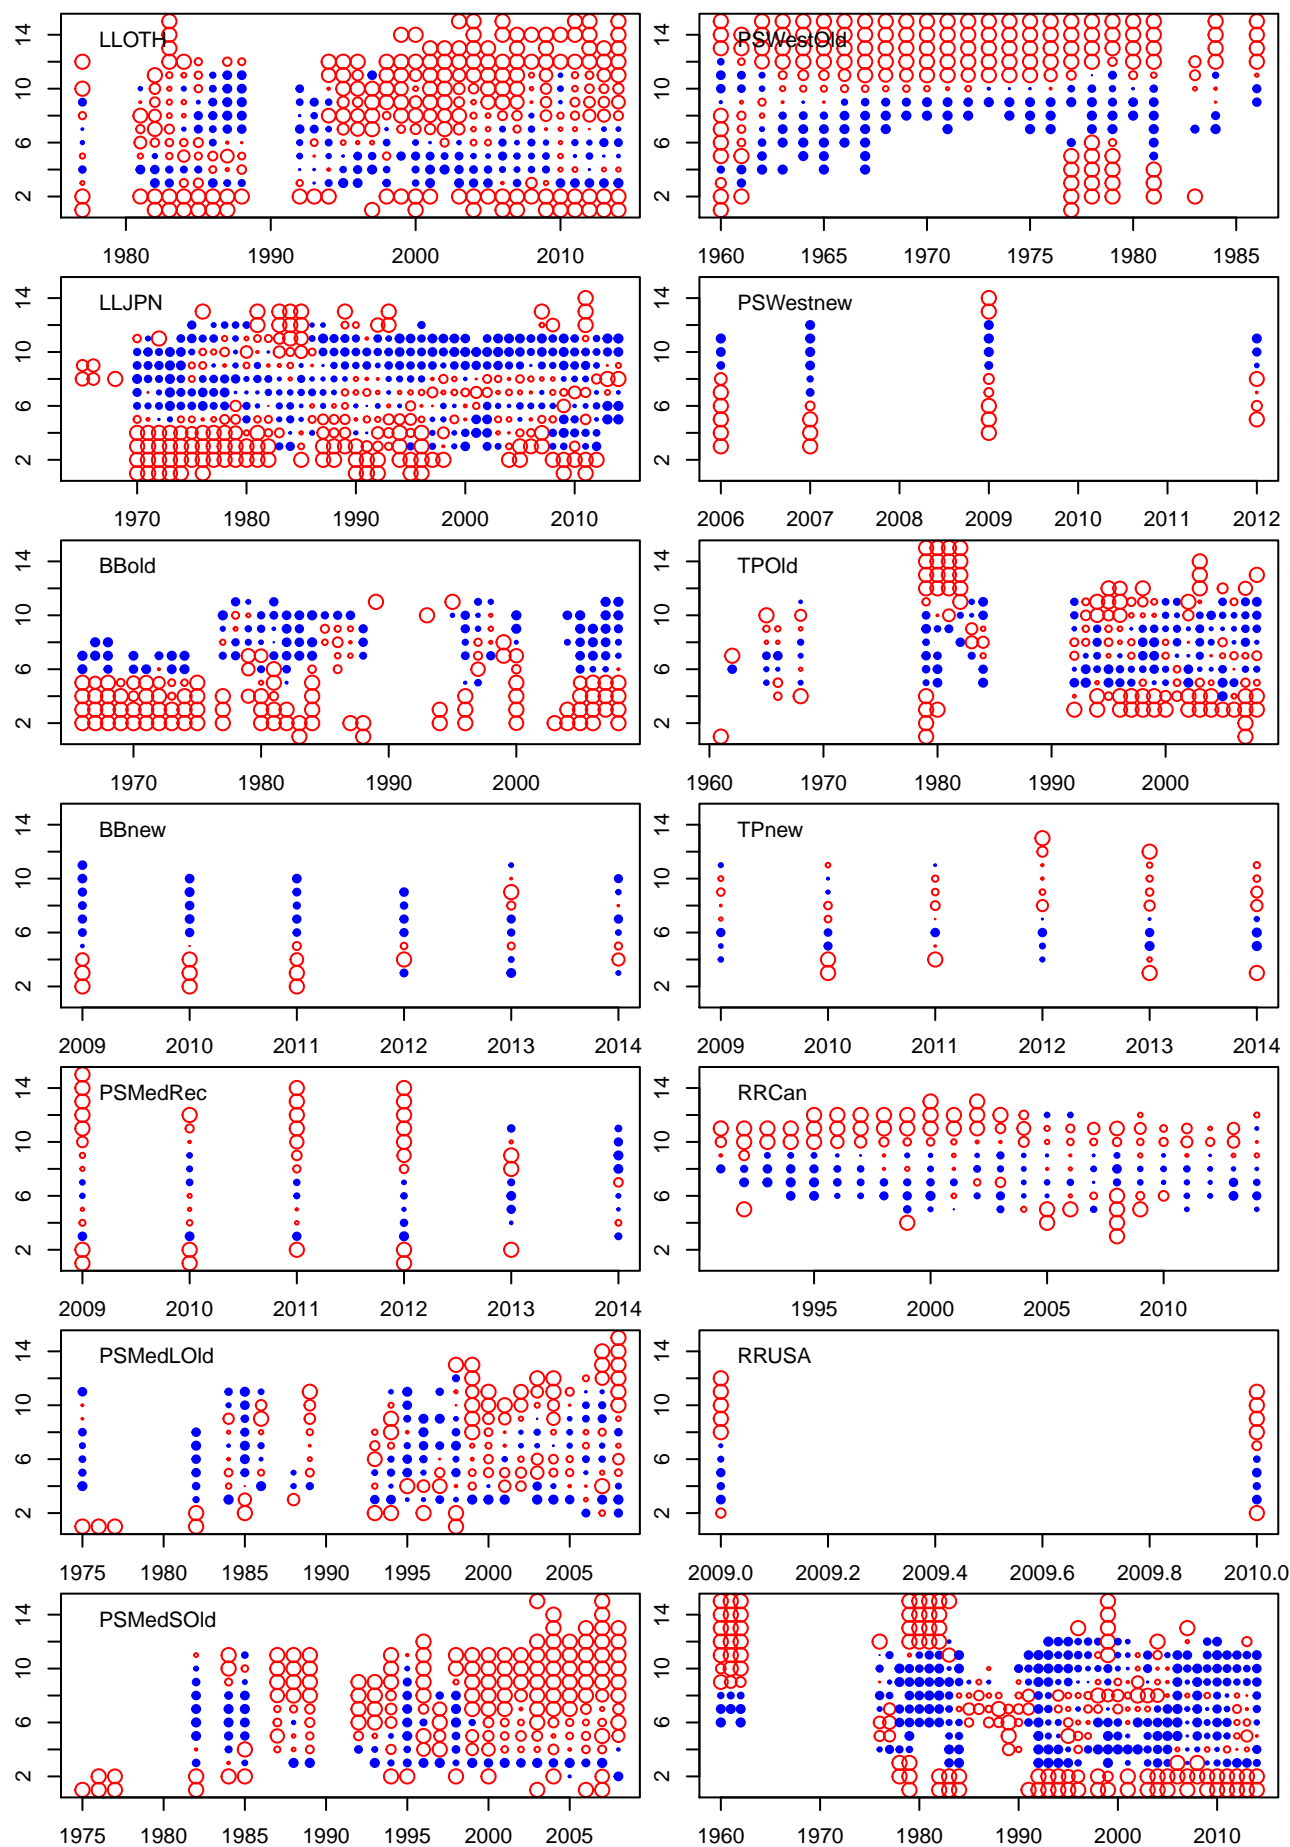 LLOTH
2 6 10 14
1980 1990 2000 2010
PSWestOld
2 6 10 14
1960 1965 1970 1975 1980 1985
LLJPN
2 6 10 14
1970 1980 1990 2000 2010
PSWestnew
2 6 10 14
2006 2007 2008 2009 2010 2011 2012
BBold
2 6 10 14
1970 1980 1990 2000
TPOld
2 6 10 14
1960 1970 1980 1990 2000
BBnew
2 6 10 14
2009 2010 2011 2012 2013 2014
TPnew
2 6 10 14
2009 2010 2011 2012 2013 2014
PSMedRec
2 6 10 14
2009 2010 2011 2012 2013 2014
RRCan
2 6 10 14
1995 2000 2005 2010
PSMedLOld
2 6 10 14
1975 1980 1985 1990 1995 2000 2005
RRUSA
2 6 10 14
2009.0 2009.2 2009.4 2009.6 2009.8 2010.0
PSMedSOld
2 6 10 14
1975 1980 1985 1990 1995 2000 2005
2 6 10 14
1960 1970 1980 1990 2000 2010